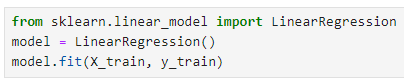 from sklearn.linear_model import LinearRegression
model = LinearRegression()
model.fit(X_train, y_train)